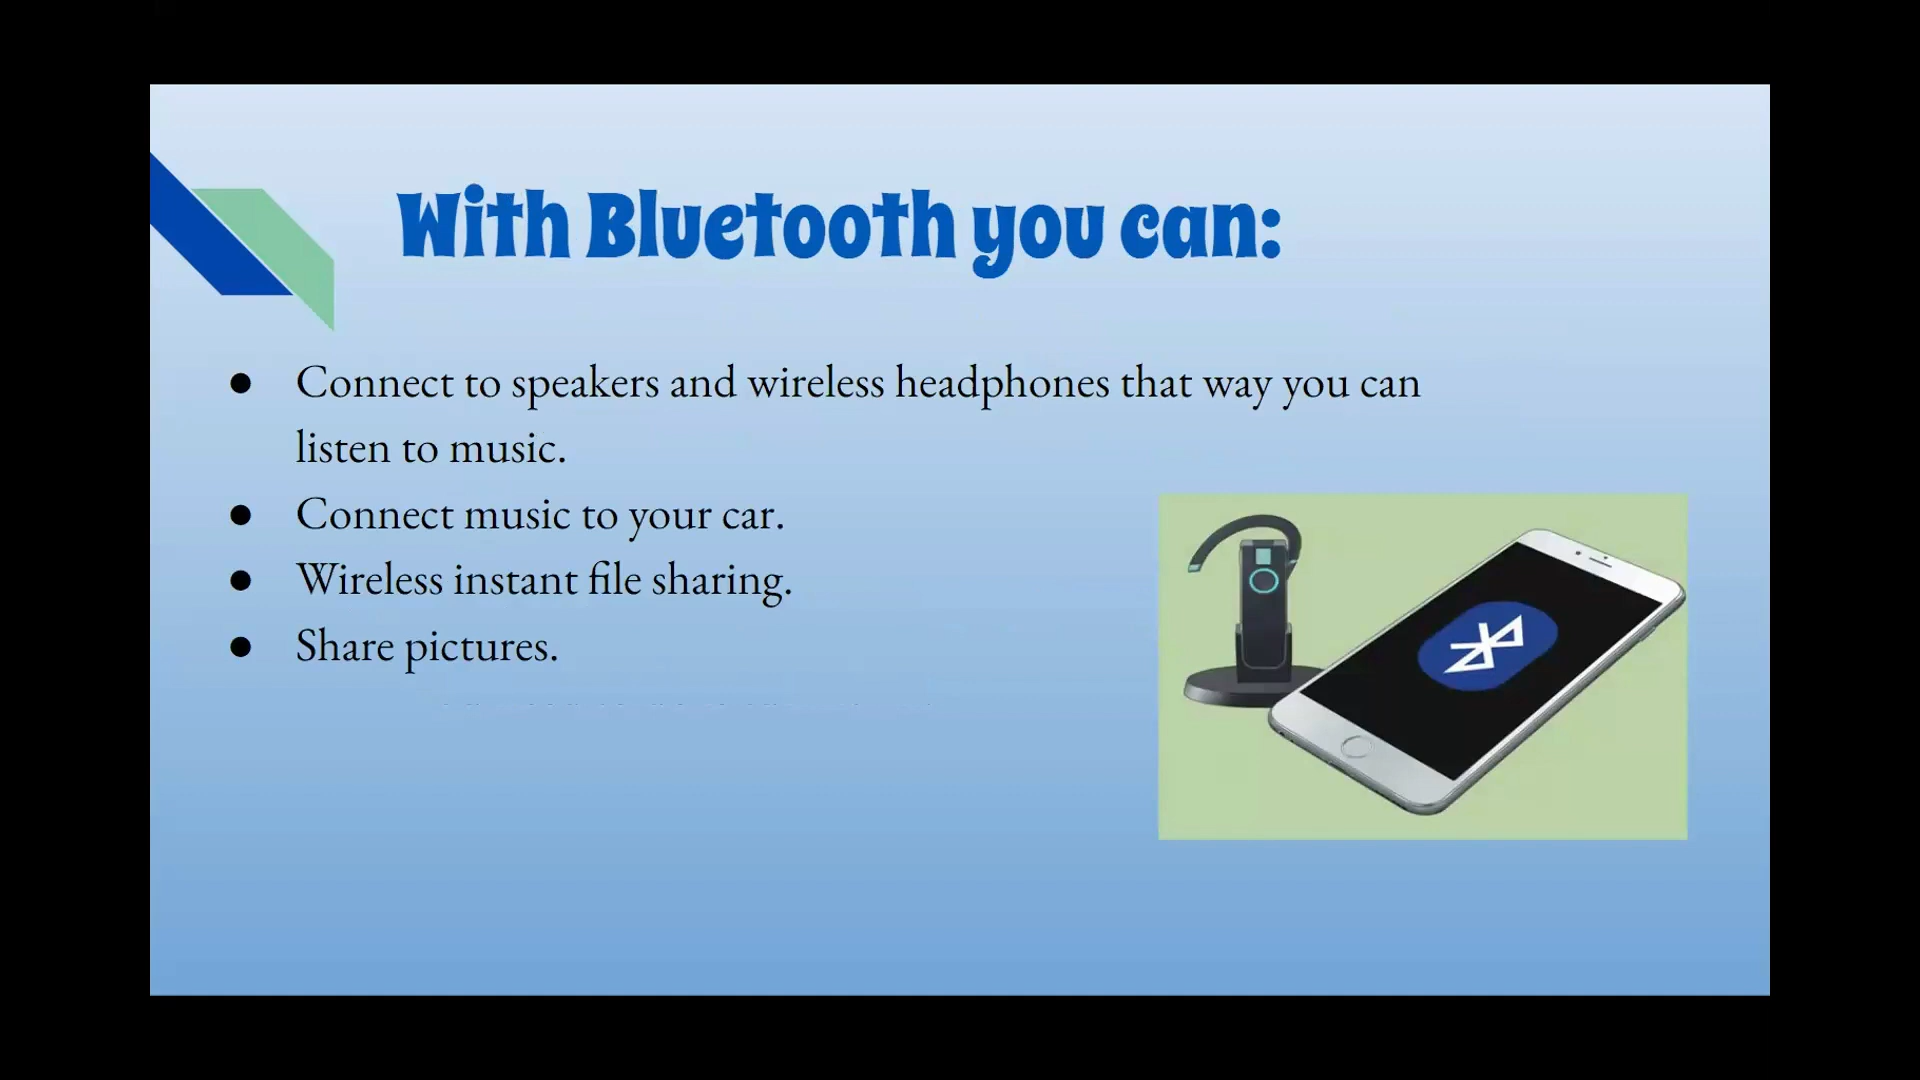 With Bluetooth you can:
● Connect to speakers and wireless headphones that way you can
listen to music.
● Connect music to your car.
● Wireless instant file sharing.
● Share pictures.